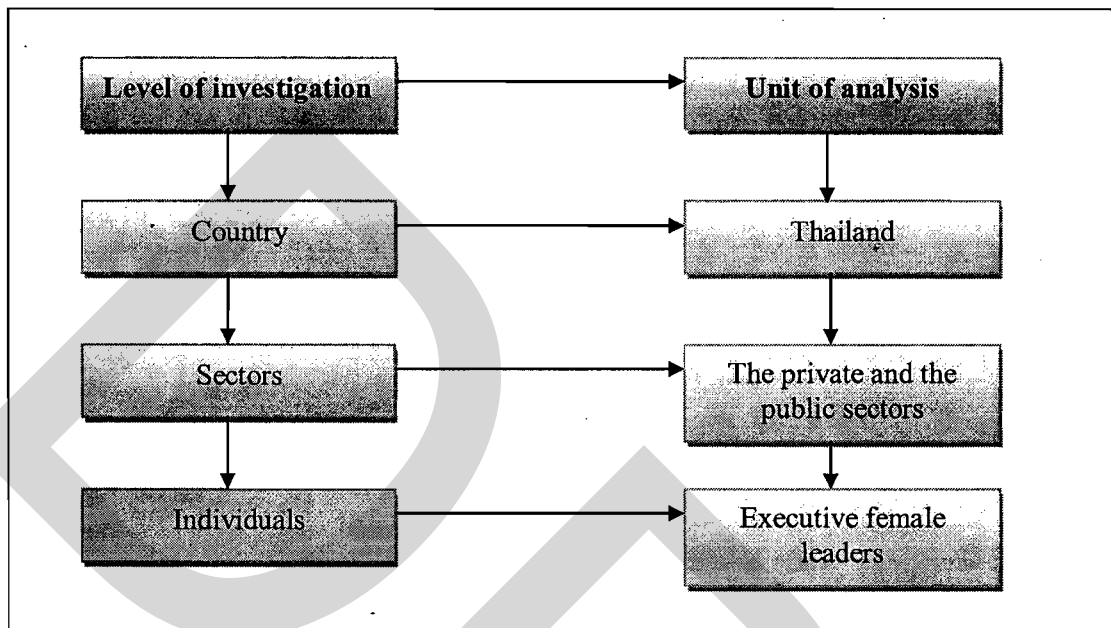 Level of investigation
Unit of analysis
Country
Thailand
Sectors
The private and the
public sectors
Individuals
Executive female
leaders